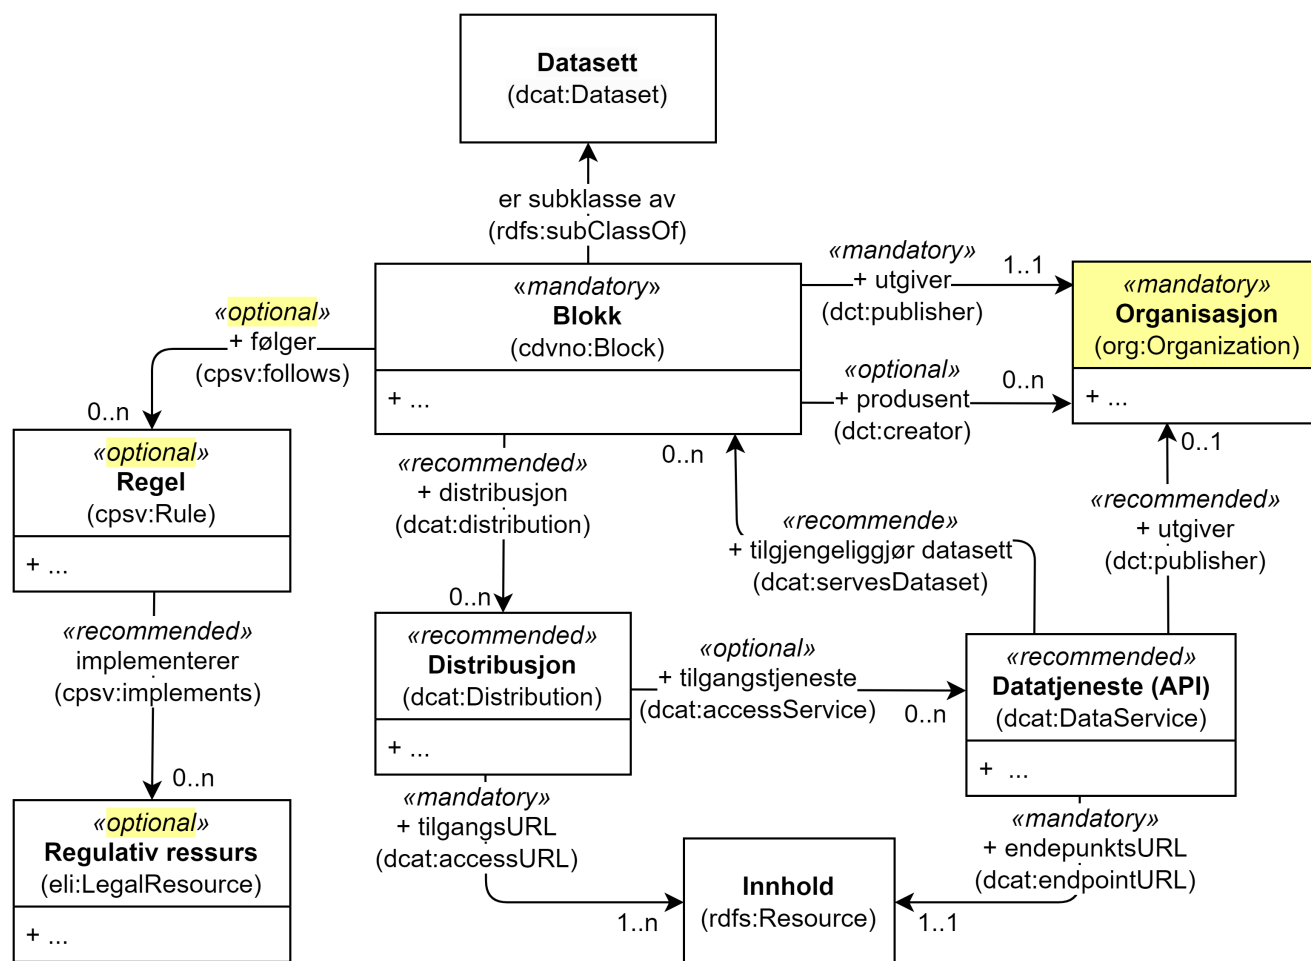 Datasett
(dcat:Dataset)
er subklasse av
(rdfs:subClassOf)
«mandatory»
Blokk
(cdvno:Block)
+ ...
«mandatory»
+ utgiver
(dct:publisher)
1..1
«mandatory»
Organisasjon
(org:Organization)
+ ...
«optional»
+ produsent
(dct:creator)
0..n
«optional»
+ følger
(cpsv:follows)
0..n
«optional»
Regel
(cpsv:Rule)
+ ...
«recommended»
+ distribusjon
(dcat:distribution)
0..n
0..n
«recommende»
+ tilgjengeliggjør datasett
(dcat:servesDataset)
0..1
«recommended»
+ utgiver
(dct:publisher)
«recommended»
implementerer
(cpsv:implements)
0..n
«recommended»
Distribusjon
(dcat:Distribution)
+ ...
«optional»
+ tilgangstjeneste
(dcat:accessService)
0..n
«recommended»
Datatjeneste (API)
(dcat:DataService)
+ ...
«optional»
Regulativ ressurs
(eli:LegalResource)
+ ...
«mandatory»
+ tilgangsURL
(dcat:accessURL)
1..n
Innhold
(rdfs:Resource)
«mandatory»
+ endepunktsURL
(dcat:endpointURL)
1..1